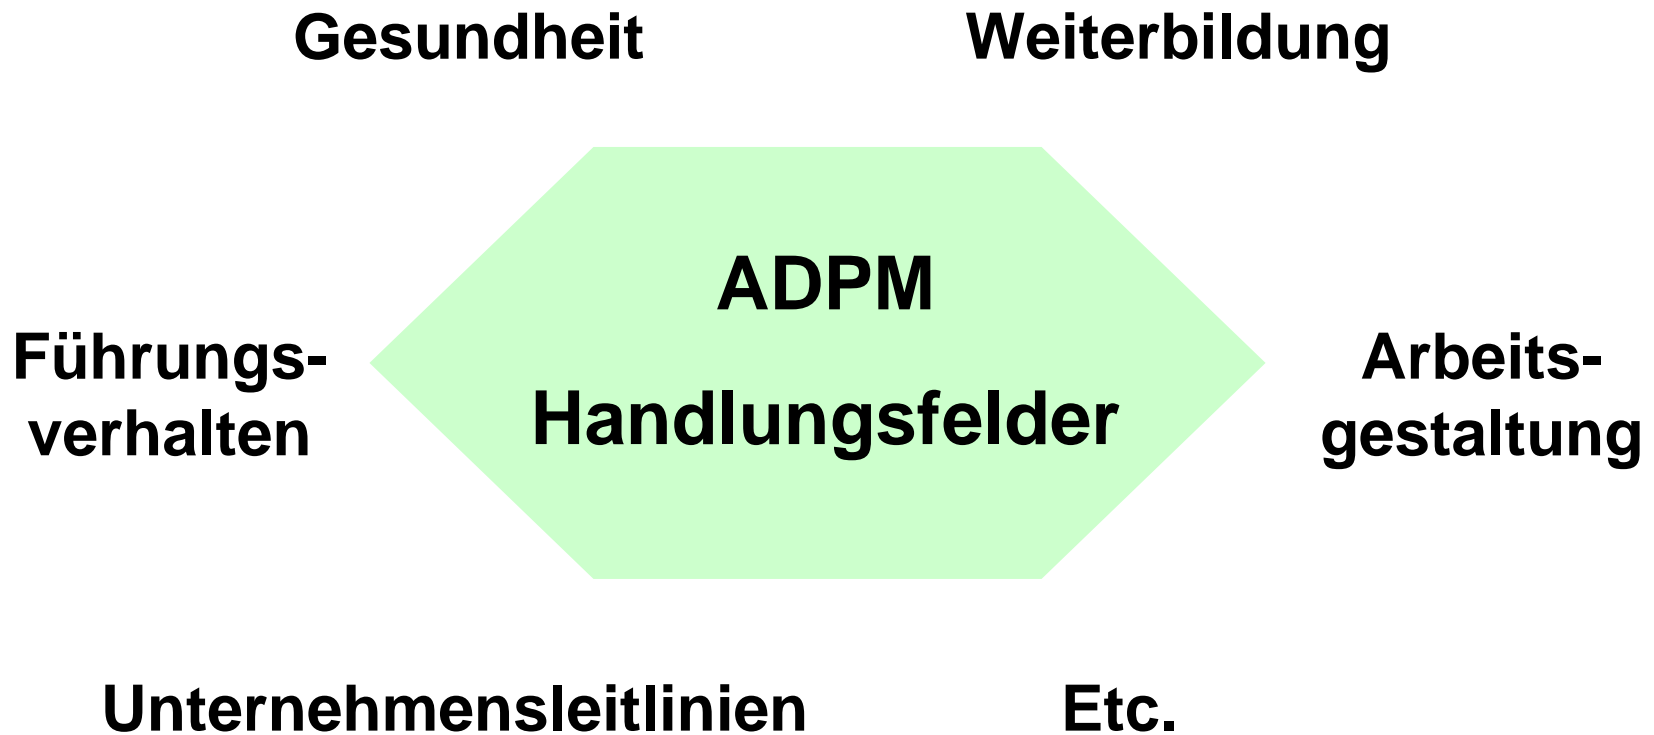 Gesundheit
Weiterbildung
ADPM
Handlungsfelder
Führungs-
verhalten
Arbeits-
gestaltung
Unternehmensleitlinien
Etc.